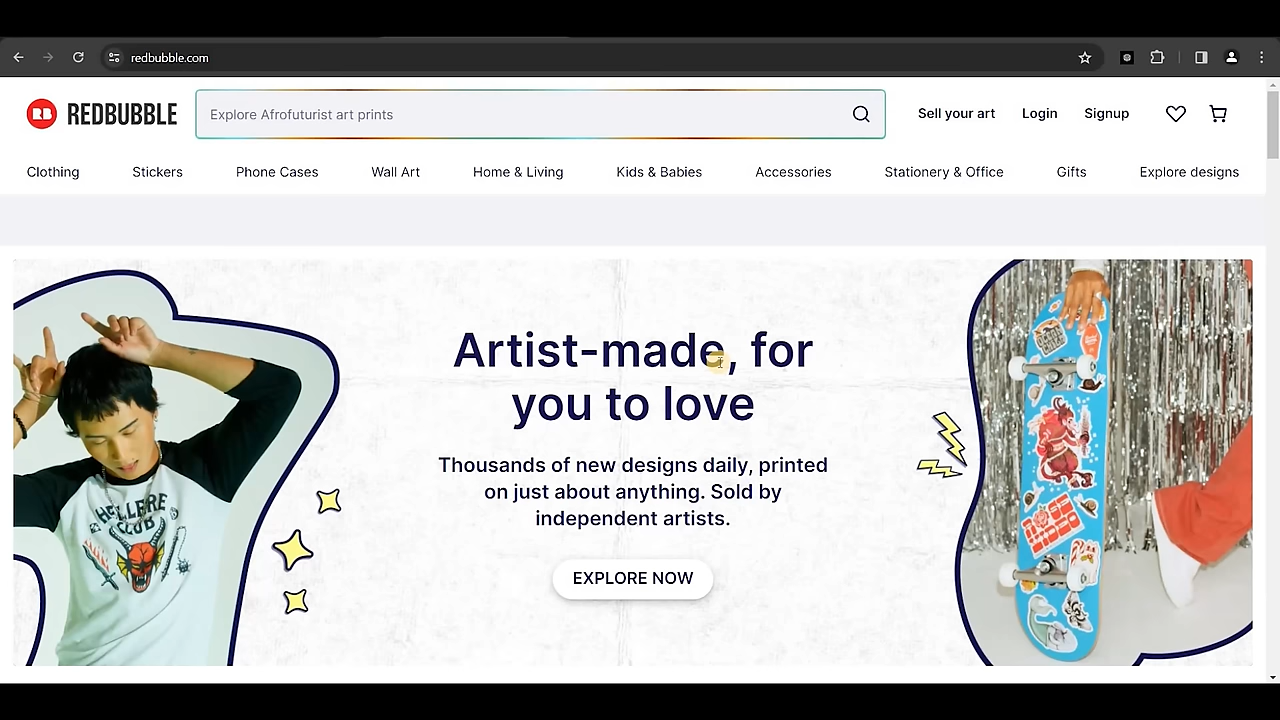 redbubble.com
RB REDBUBBLE
Explore Afrofuturist art prints
Sell your art
Login
Signup
Clothing
Stickers
Phone Cases
Wall Art
Home & Living
Kids & Babies
Accessories
Stationery & Office
Gifts
Explore designs
Artist-made, for
you to love
Thousands of new designs daily, printed
on just about anything. Sold by
independent artists.
EXPLORE NOW
HELLFIRE
CLUB